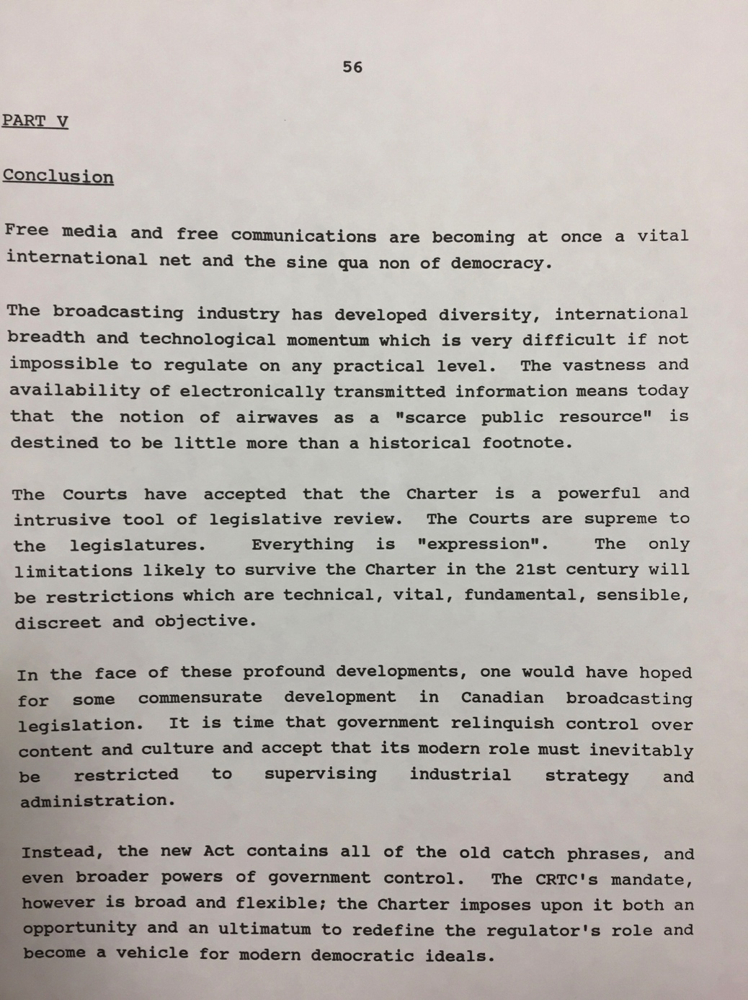 56
PART V
Conclusion
Free media and free communications are becoming at once a vital
international net and the sine qua non of democracy.
The broadcasting industry has developed diversity, international
breadth and technological momentum which is very difficult if not
impossible to regulate on any practical level. The vastness and
availability of electronically transmitted information means today
that the notion of airwaves as a "scarce public resource" is
destined to be little more than a historical footnote.
The Courts have accepted that the Charter is a powerful and
intrusive tool of legislative review. The Courts are supreme to
the legislatures. Everything is "expression". The only
limitations likely to survive the Charter in the 21st century will
be restrictions which are technical, vital, fundamental, sensible,
discreet and objective.
In the face of these profound developments, one would have hoped
for some commensurate development in Canadian broadcasting
legislation. It is time that government relinquish control over
content and culture and accept that its modern role must inevitably
be restricted to supervising industrial strategy and
administration.
Instead, the new Act contains all of the old catch phrases, and
even broader powers of government control. The CRTC's mandate,
however is broad and flexible; the Charter imposes upon it both an
opportunity and an ultimatum to redefine the regulator's role and
become a vehicle for modern democratic ideals.